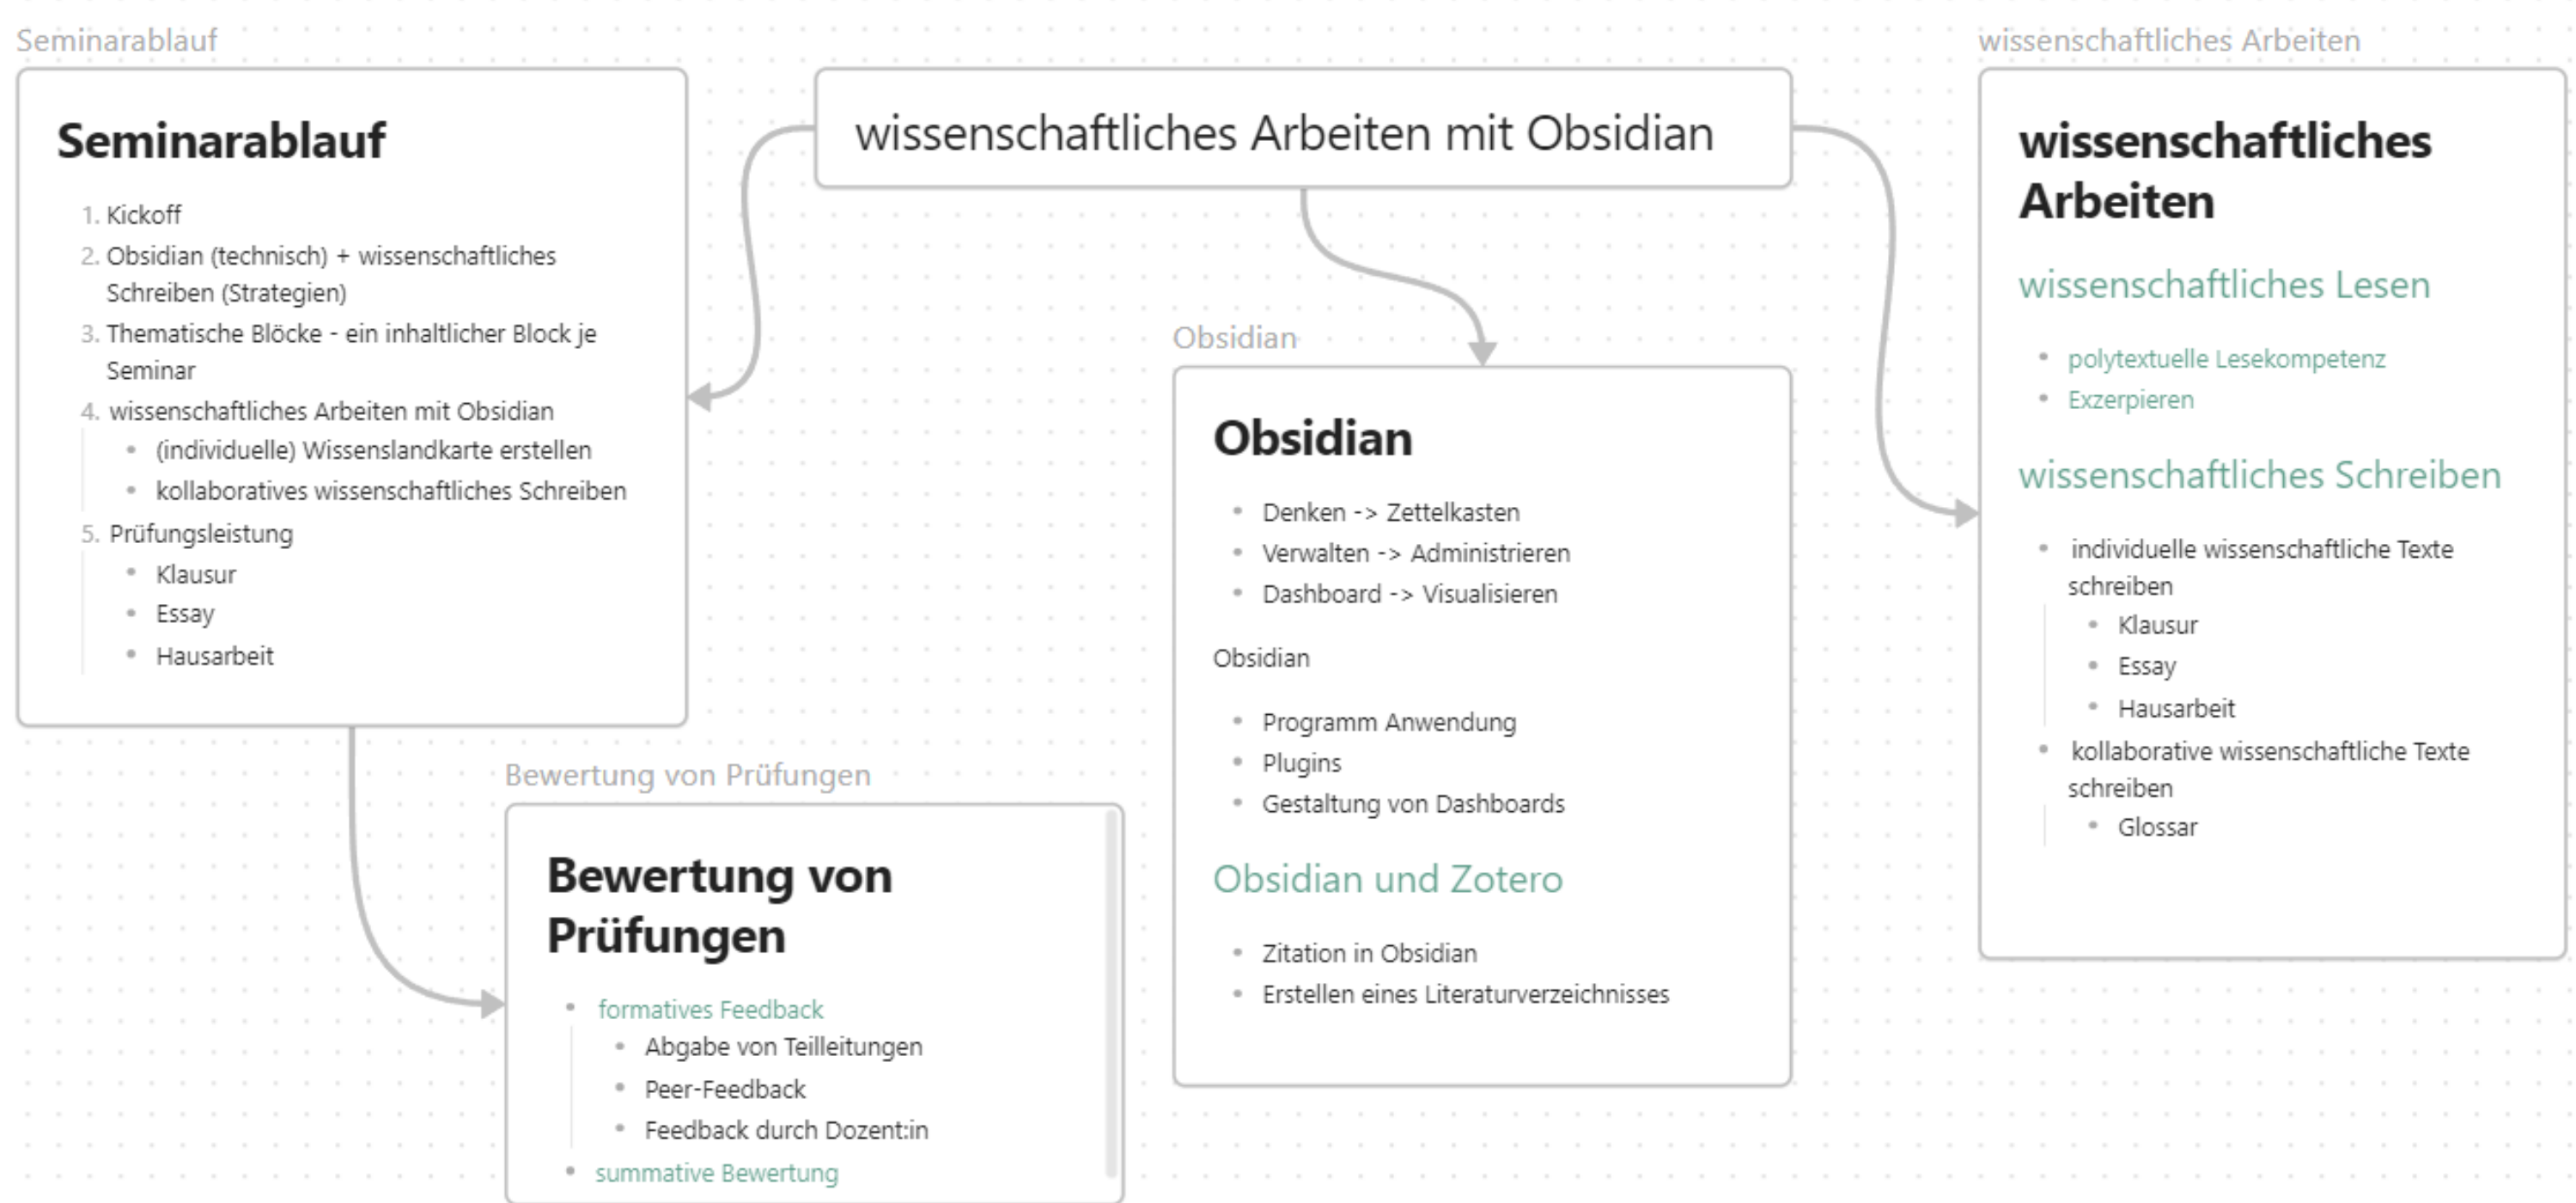 Seminarablauf
Seminarablauf
1. Kickoff
2. Obsidian (technisch) + wissenschaftliches
Schreiben (Strategien)
3. Thematische Blöcke - ein inhaltlicher Block je
Seminar
4. wissenschaftliches Arbeiten mit Obsidian
• (individuelle) Wissenslandkarte erstellen
• kollaboratives wissenschaftliches Schreiben
5. Prüfungsleistung
• Klausur
• Essay
• Hausarbeit
wissenschaftliches Arbeiten mit Obsidian
Bewertung von Prüfungen
Bewertung von
Prüfungen
• formatives Feedback
• Abgabe von Teilleitungen
• Peer-Feedback
• Feedback durch Dozent:in
• summative Bewertung
Obsidian
Obsidian
• Denken -> Zettelkasten
• Verwalten -> Administrieren
• Dashboard -> Visualisieren
Obsidian
• Programm Anwendung
• Plugins
• Gestaltung von Dashboards
Obsidian und Zotero
• Zitation in Obsidian
• Erstellen eines Literaturverzeichnisses
wissenschaftliches Arbeiten
wissenschaftliches
Arbeiten
wissenschaftliches Lesen
• polytextuelle Lesekompetenz
• Exzerpieren
wissenschaftliches Schreiben
• individuelle wissenschaftliche Texte
schreiben
• Klausur
• Essay
• Hausarbeit
• kollaborative wissenschaftliche Texte
schreiben
• Glossar